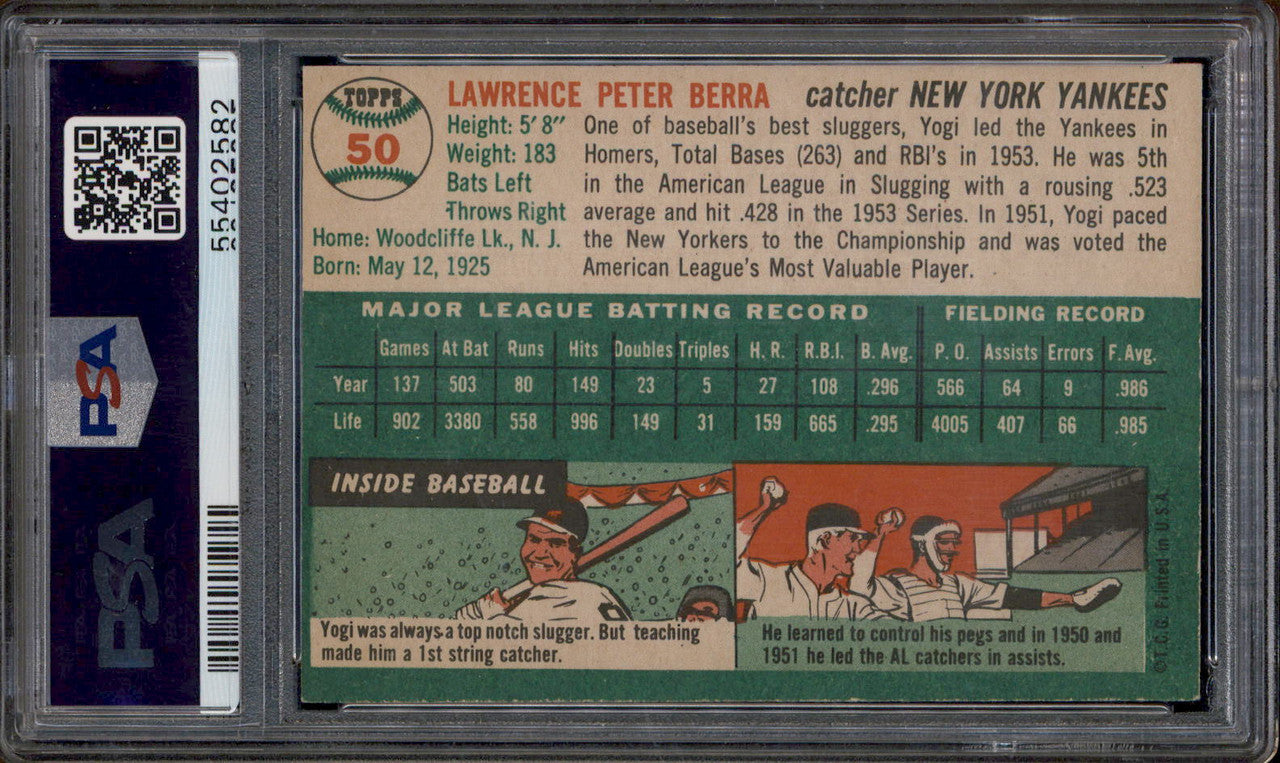 55402582
PSA
PSA
TOPPS
50
LAWRENCE PETER BERRA catcher NEW YORK YANKEES
Height: 5' 8"
Weight: 183
Bats Left
Throws Right
Home: Woodcliffe Lk., N. J.
Born: May 12, 1925
One of baseball's best sluggers, Yogi led the Yankees in
Homers, Total Bases (263) and RBI's in 1953. He was 5th
in the American League in Slugging with a rousing .523
average and hit .428 in the 1953 Series. In 1951, Yogi paced
the New Yorkers to the Championship and was voted the
American League's Most Valuable Player.
MAJOR LEAGUE BATTING RECORD FIELDING RECORD
Games At Bat Runs Hits Doubles Triples H. R. R.B.I. B. Avg. P. O. Assists Errors F. Avg.
Year 137 503 80 149 23 5 27 108 .296 566 64 9 .986
Life 902 3380 558 996 149 31 159 665 .295 4005 407 66 .985
INSIDE BASEBALL
Yogi was always a top notch slugger. But teaching
made him a 1st string catcher.
He learned to control his pegs and in 1950 and
1951 he led the AL catchers in assists.
©T. C. G. Printed in U.S.A.